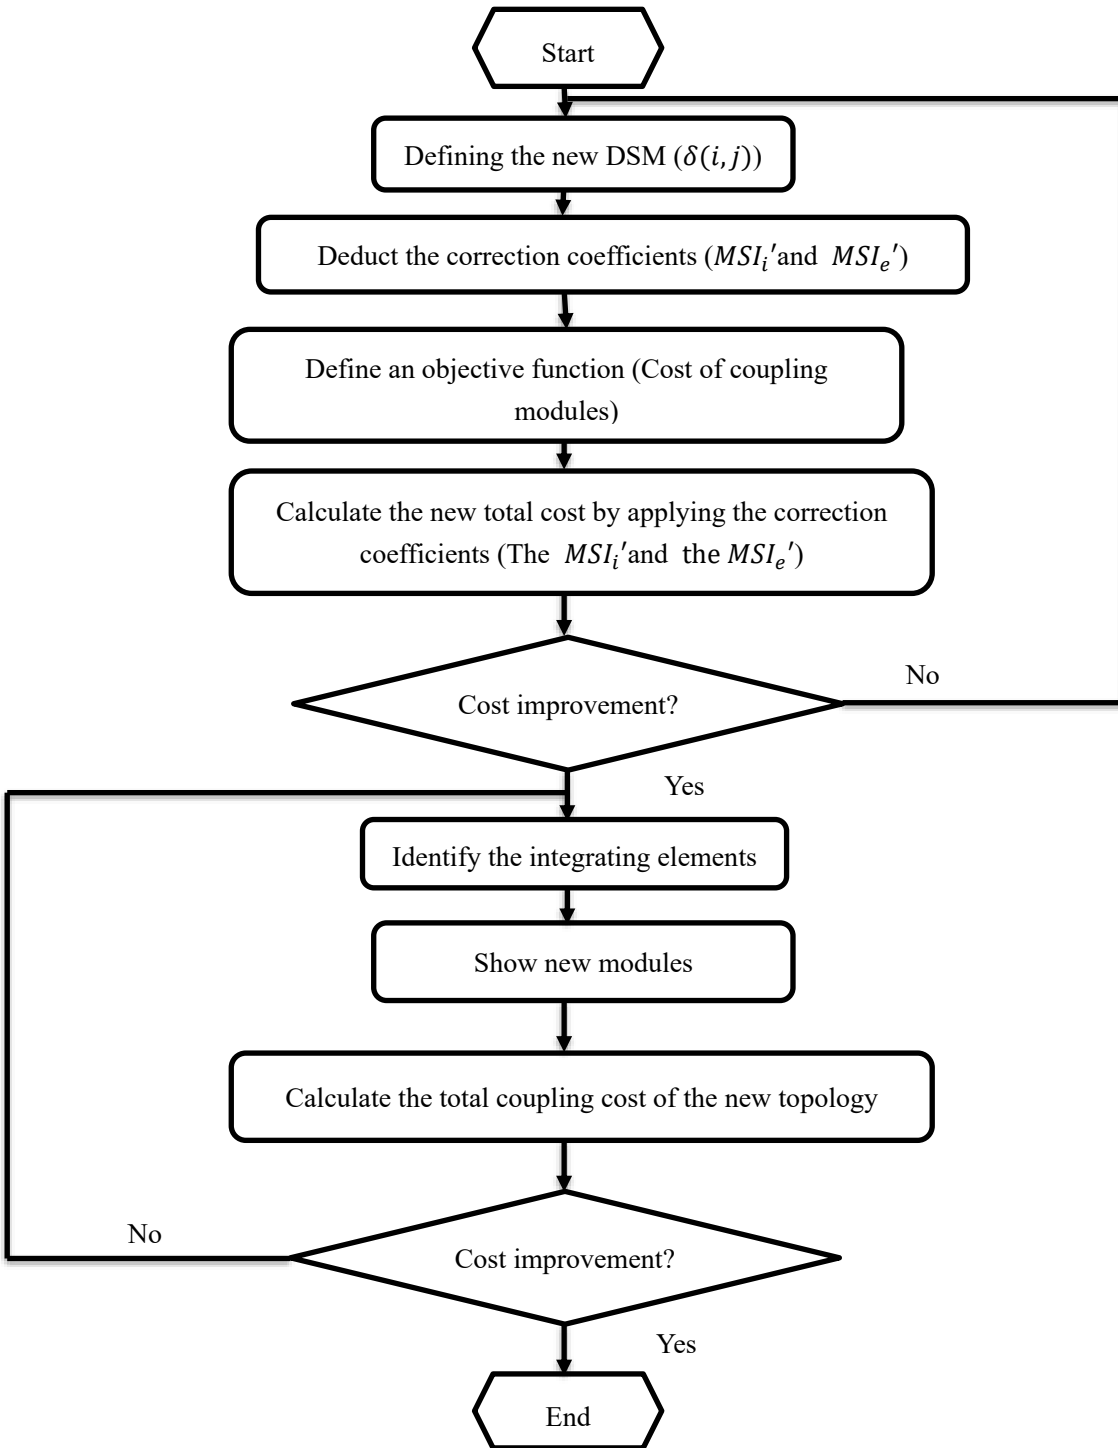 Start
Defining the new DSM (δ(i, j))
Deduct the correction coefficients (MSIᵢ′and MSIₑ′)
Define an objective function (Cost of coupling
modules)
Calculate the new total cost by applying the correction
coefficients (The MSIᵢ′and the MSIₑ′)
Cost improvement?
No
Yes
Identify the integrating elements
Show new modules
Calculate the total coupling cost of the new topology
No
Cost improvement?
Yes
End